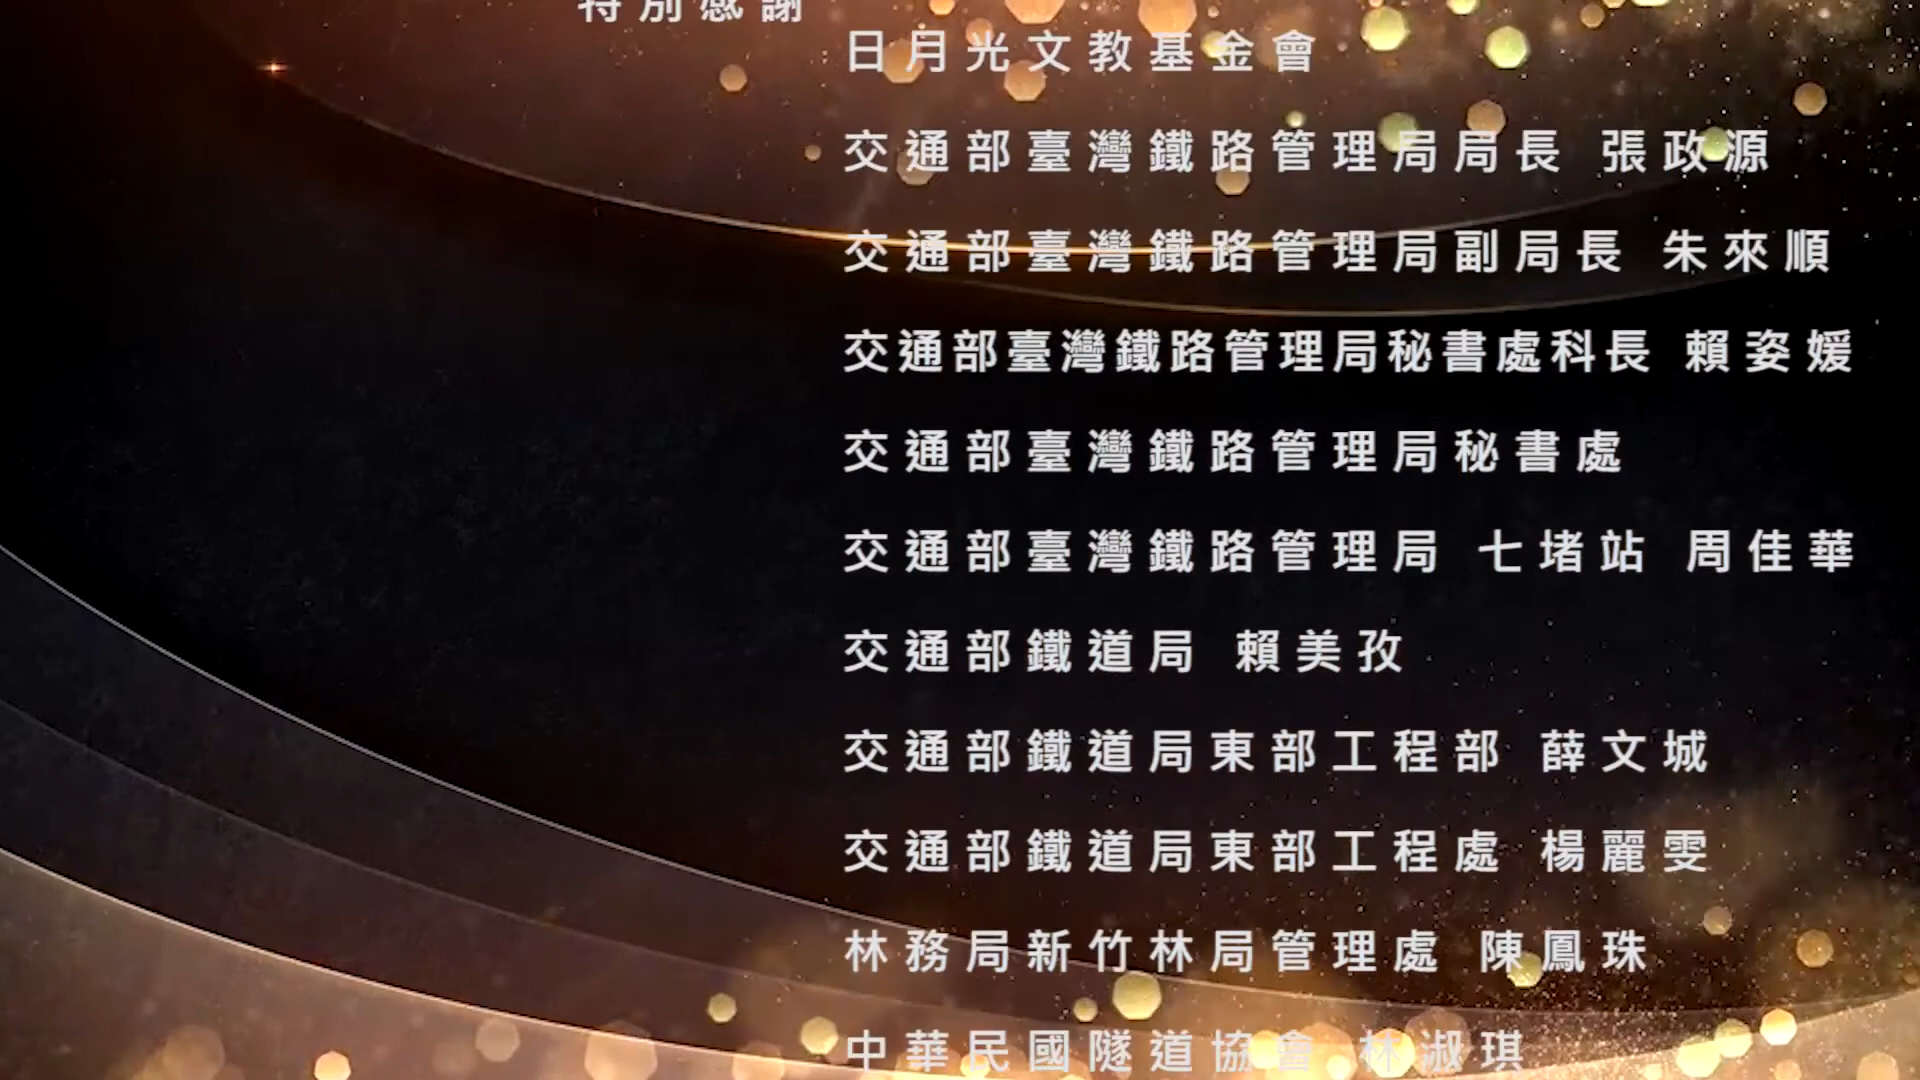 特別感謝
日月光文教基金會
交通部臺灣鐵路管理局局長 張政源
交通部臺灣鐵路管理局副局長 朱來順
交通部臺灣鐵路管理局秘書處科長 賴姿媛
交通部臺灣鐵路管理局秘書處
交通部臺灣鐵路管理局 七堵站 周佳華
交通部鐵道局 賴美孜
交通部鐵道局東部工程部 薛文城
交通部鐵道局東部工程處 楊麗雯
林務局新竹林局管理處 陳鳳珠
中華民國隧道協會 林淑琪